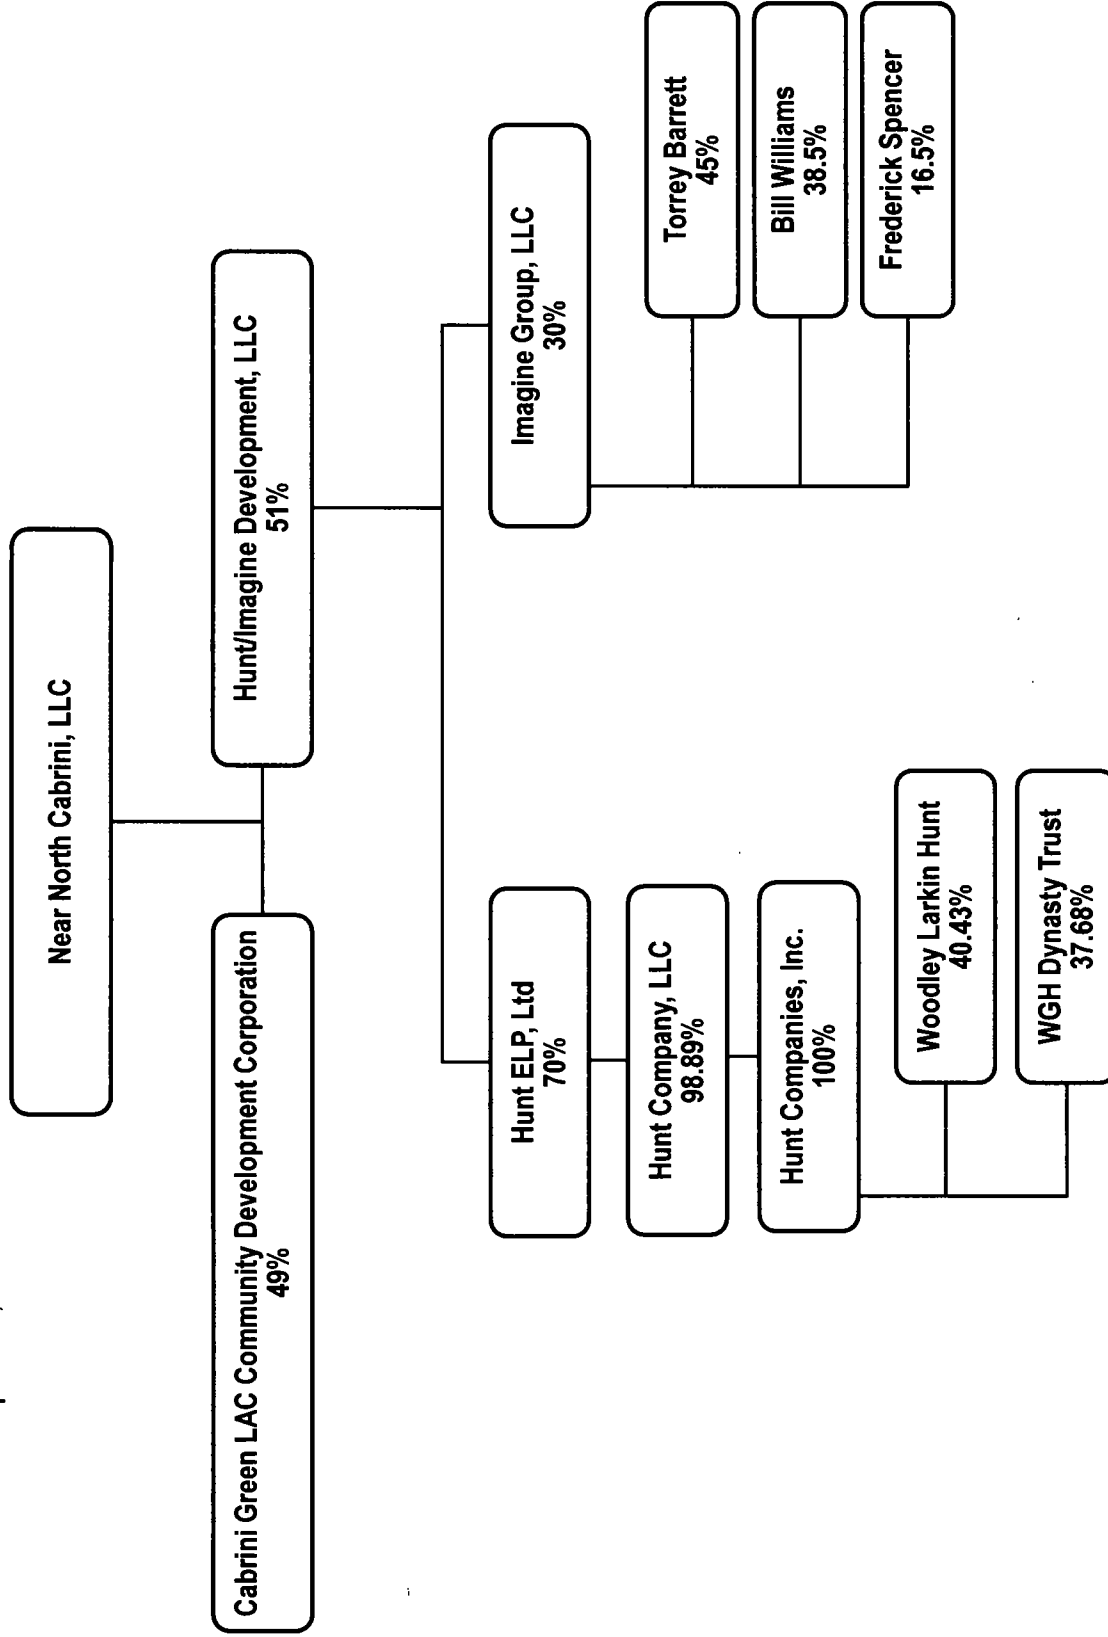 Near North Cabrini, LLC
Cabrini Green LAC Community Development Corporation
49%
Hunt/Imagine Development, LLC
51%
Hunt ELP, Ltd
70%
Imagine Group, LLC
30%
Hunt Company, LLC
98.89%
Torrey Barrett
45%
Hunt Companies, Inc.
100%
Bill Williams
38.5%
Frederick Spencer
16.5%
Woodley Larkin Hunt
40.43%
WGH Dynasty Trust
37.68%